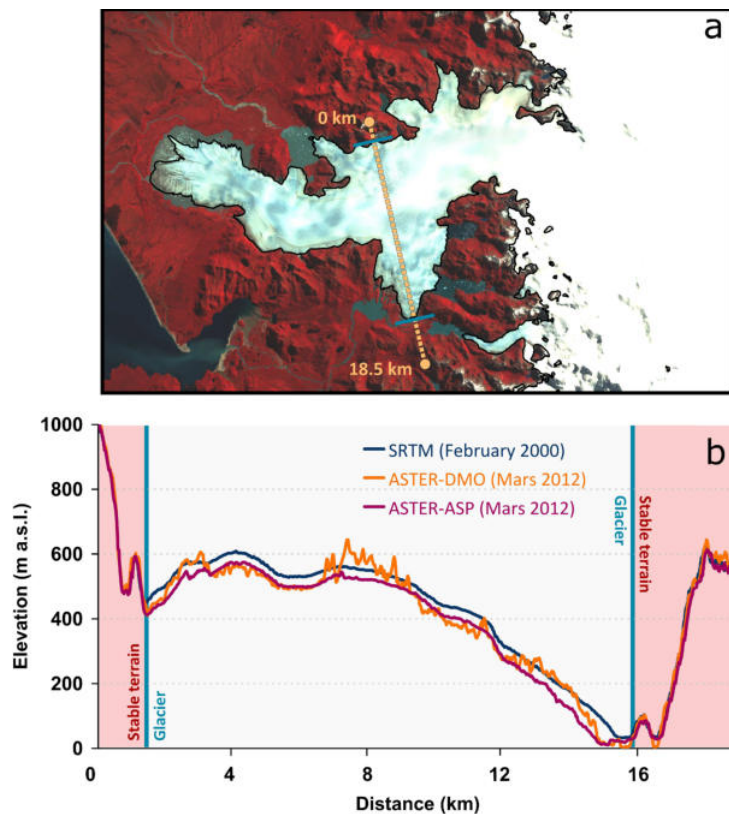 a
0 km
18.5 km
b
1000
800
600
400
200
0
Elevation (m a.s.l.)
SRTM (February 2000)
ASTER-DMO (Mars 2012)
ASTER-ASP (Mars 2012)
Stable terrain
Glacier
Glacier
Stable terrain
0 4 8 12 16
Distance (km)